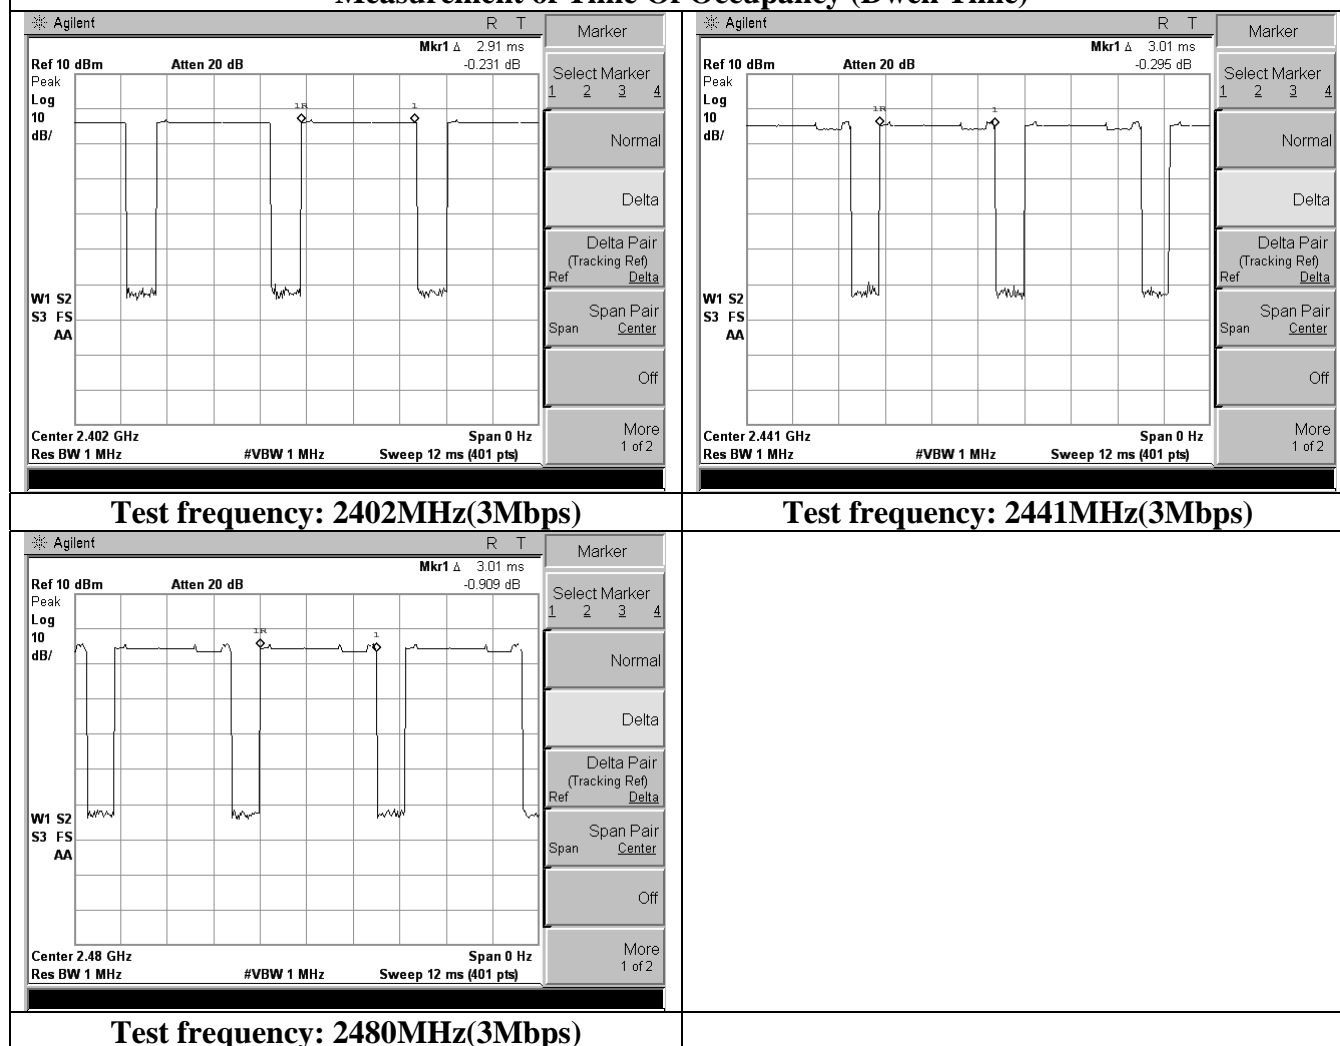 Measurement of Time Of Occupancy (Dwell Time)
Agilent R T
Mkr1 Δ 2.91 ms
Ref 10 dBm Atten 20 dB -0.231 dB
Peak
Log
10
dB/
1R 1
W1 S2
S3 FS
AA
Center 2.402 GHz Span 0 Hz
Res BW 1 MHz #VBW 1 MHz Sweep 12 ms (401 pts)
Marker
Select Marker
1 2 3 4
Normal
Delta
Delta Pair
(Tracking Ref)
Ref Delta
Span Pair
Span Center
Off
More
1 of 2
Agilent R T
Mkr1 Δ 3.01 ms
Ref 10 dBm Atten 20 dB -0.295 dB
Peak
Log
10
dB/
1R 1
W1 S2
S3 FS
AA
Center 2.441 GHz Span 0 Hz
Res BW 1 MHz #VBW 1 MHz Sweep 12 ms (401 pts)
Marker
Select Marker
1 2 3 4
Normal
Delta
Delta Pair
(Tracking Ref)
Ref Delta
Span Pair
Span Center
Off
More
1 of 2
Test frequency: 2402MHz(3Mbps)
Test frequency: 2441MHz(3Mbps)
Agilent R T
Mkr1 Δ 3.01 ms
Ref 10 dBm Atten 20 dB -0.909 dB
Peak
Log
10
dB/
1R 1
W1 S2
S3 FS
AA
Center 2.48 GHz Span 0 Hz
Res BW 1 MHz #VBW 1 MHz Sweep 12 ms (401 pts)
Marker
Select Marker
1 2 3 4
Normal
Delta
Delta Pair
(Tracking Ref)
Ref Delta
Span Pair
Span Center
Off
More
1 of 2
Test frequency: 2480MHz(3Mbps)